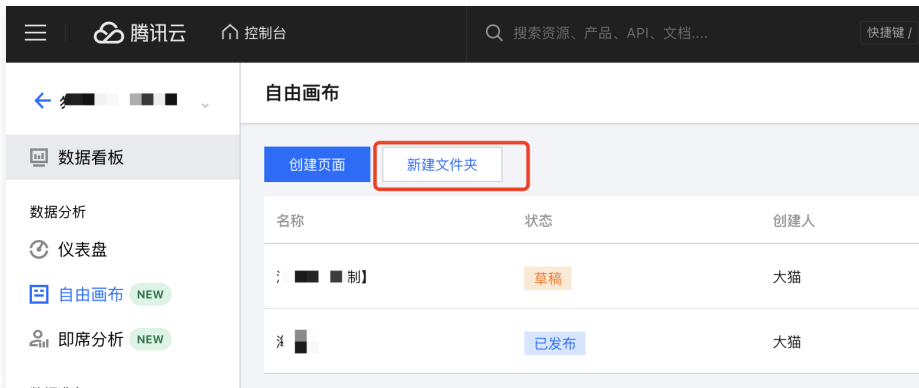 腾讯云 控制台 搜索资源、产品、API、文档.... 快捷键 /
自由画布
数据看板
创建页面 新建文件夹
数据分析
名称 状态 创建人
仪表盘
制】 草稿 大猫
自由画布 NEW
即席分析 NEW
已发布 大猫